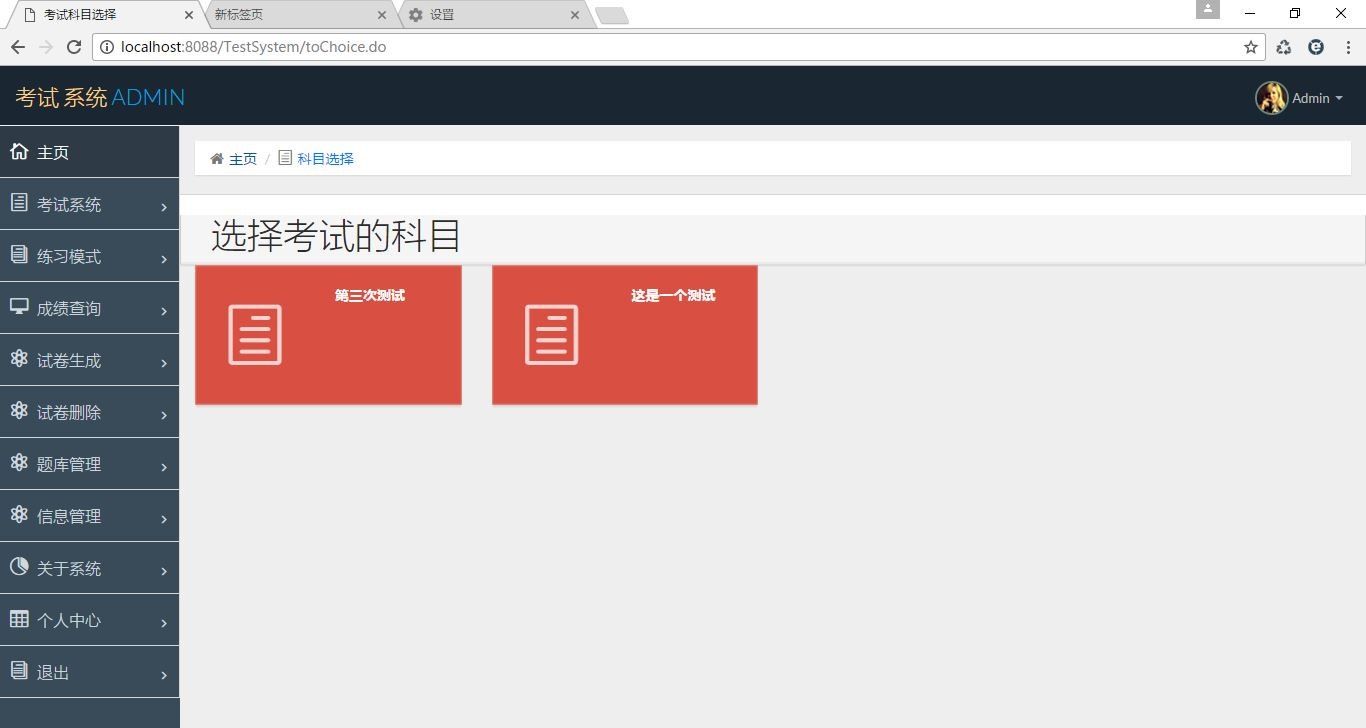 考试科目选择
新标签页
设置
localhost:8088/TestSystem/toChoice.do
考试 系统 ADMIN
Admin
主页
考试系统
练习模式
成绩查询
试卷生成
试卷删除
题库管理
信息管理
关于系统
个人中心
退出
主页 / 科目选择
选择考试的科目
第三次测试
这是一个测试